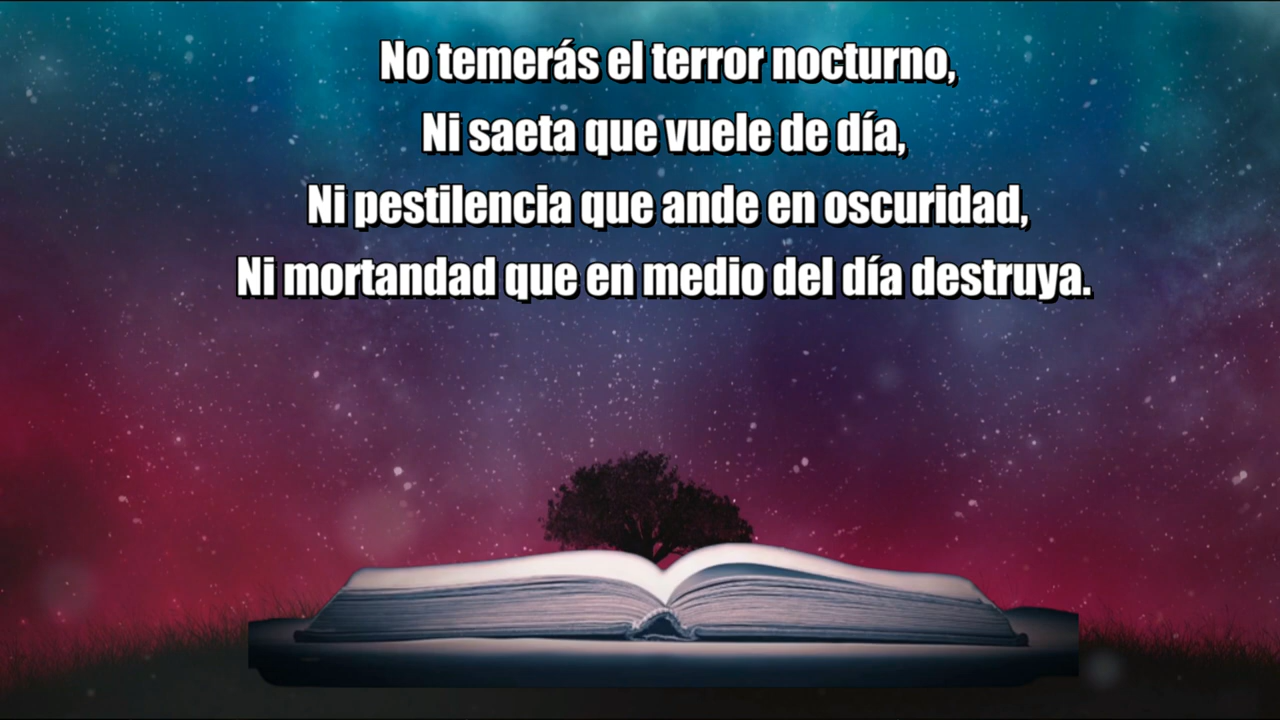 No temerás el terror nocturno,
Ni saeta que vuele de día,
Ni pestilencia que ande en oscuridad,
Ni mortandad que en medio del día destruya.